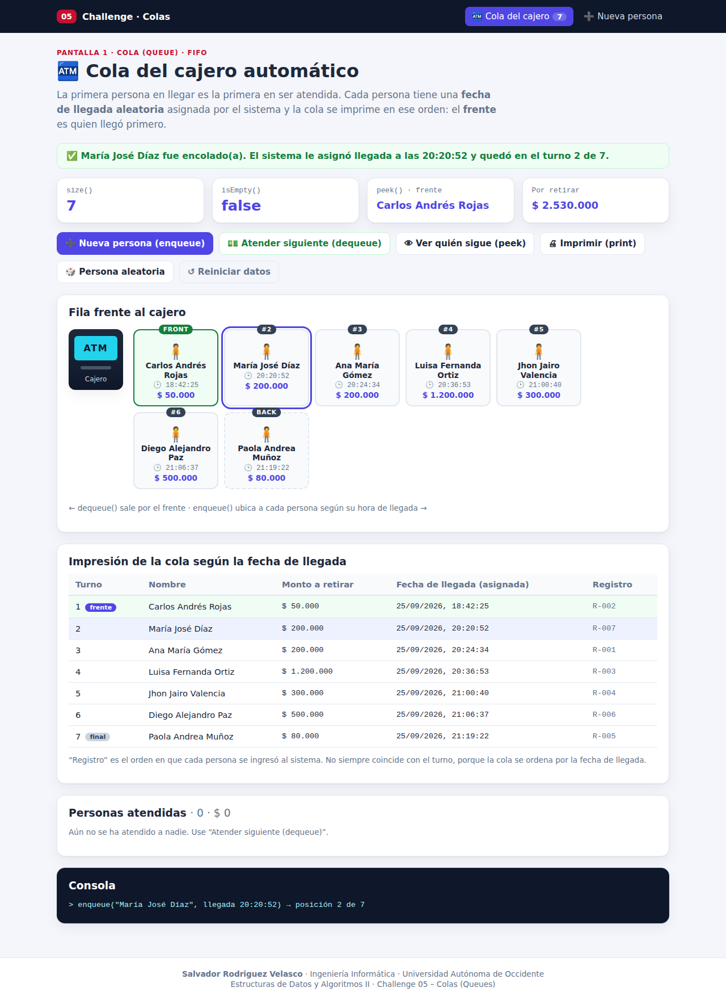 05 Challenge · Colas
🏧 Cola del cajero 7
➕ Nueva persona
PANTALLA 1 · COLA (QUEUE) · FIFO
🏧 Cola del cajero automático
La primera persona en llegar es la primera en ser atendida. Cada persona tiene una fecha
de llegada aleatoria asignada por el sistema y la cola se imprime en ese orden: el frente
es quien llegó primero.
✅ María José Díaz fue encolado(a). El sistema le asignó llegada a las 20:20:52 y quedó en el turno 2 de 7.
size()
7
isEmpty()
false
peek() · frente
Carlos Andrés Rojas
Por retirar
$ 2.530.000
➕ Nueva persona (enqueue)
💵 Atender siguiente (dequeue)
👁 Ver quién sigue (peek)
🖨 Imprimir (print)
🎲 Persona aleatoria
↺ Reiniciar datos
Fila frente al cajero
ATM
Cajero
FRONT
Carlos Andrés
Rojas
🕒 18:42:25
$ 50.000
#2
María José Díaz
🕒 20:20:52
$ 200.000
#3
Ana María
Gómez
🕒 20:24:34
$ 200.000
#4
Luisa Fernanda
Ortiz
🕒 20:36:53
$ 1.200.000
#5
Jhon Jairo
Valencia
🕒 21:00:40
$ 300.000
#6
Diego Alejandro
Paz
🕒 21:06:37
$ 500.000
BACK
Paola Andrea
Muñoz
🕒 21:19:22
$ 80.000
← dequeue() sale por el frente · enqueue() ubica a cada persona según su hora de llegada →
Impresión de la cola según la fecha de llegada
Turno Nombre Monto a retirar Fecha de llegada (asignada) Registro
1 frente Carlos Andrés Rojas $ 50.000 25/09/2026, 18:42:25 R-002
2 María José Díaz $ 200.000 25/09/2026, 20:20:52 R-007
3 Ana María Gómez $ 200.000 25/09/2026, 20:24:34 R-001
4 Luisa Fernanda Ortiz $ 1.200.000 25/09/2026, 20:36:53 R-003
5 Jhon Jairo Valencia $ 300.000 25/09/2026, 21:00:40 R-004
6 Diego Alejandro Paz $ 500.000 25/09/2026, 21:06:37 R-006
7 final Paola Andrea Muñoz $ 80.000 25/09/2026, 21:19:22 R-005
“Registro” es el orden en que cada persona se ingresó al sistema. No siempre coincide con el turno, porque la cola se ordena por la fecha de llegada.
Personas atendidas · 0 · $ 0
Aún no se ha atendido a nadie. Use “Atender siguiente (dequeue)”.
Consola
> enqueue("María José Díaz", llegada 20:20:52) → posición 2 de 7
Salvador Rodriguez Velasco · Ingeniería Informática · Universidad Autónoma de Occidente
Estructuras de Datos y Algoritmos II · Challenge 05 – Colas (Queues)